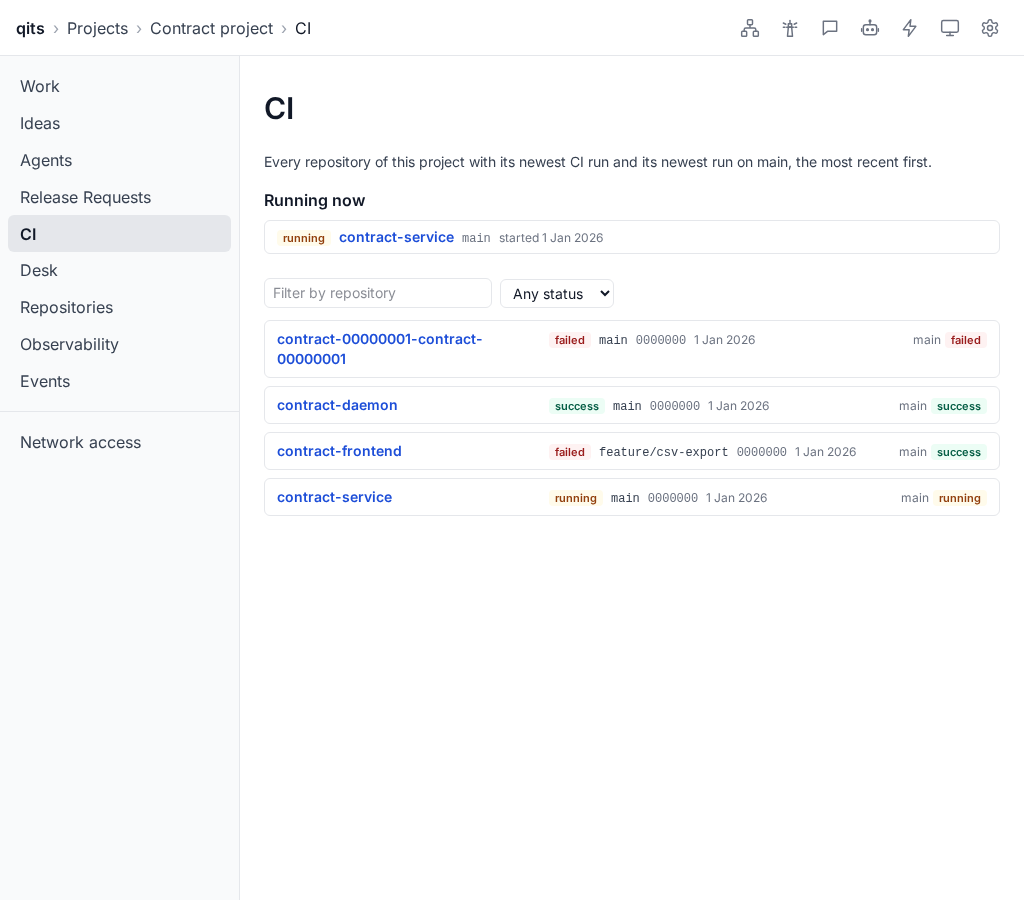 qits › Projects › Contract project › CI
Work
Ideas
Agents
Release Requests
CI
Desk
Repositories
Observability
Events
Network access
CI
Every repository of this project with its newest CI run and its newest run on main, the most recent first.
Running now
running contract-service main started 1 Jan 2026
Filter by repository Any status
contract-00000001-contract-
00000001 failed main 0000000 1 Jan 2026 main failed
contract-daemon success main 0000000 1 Jan 2026 main success
contract-frontend failed feature/csv-export 0000000 1 Jan 2026 main success
contract-service running main 0000000 1 Jan 2026 main running